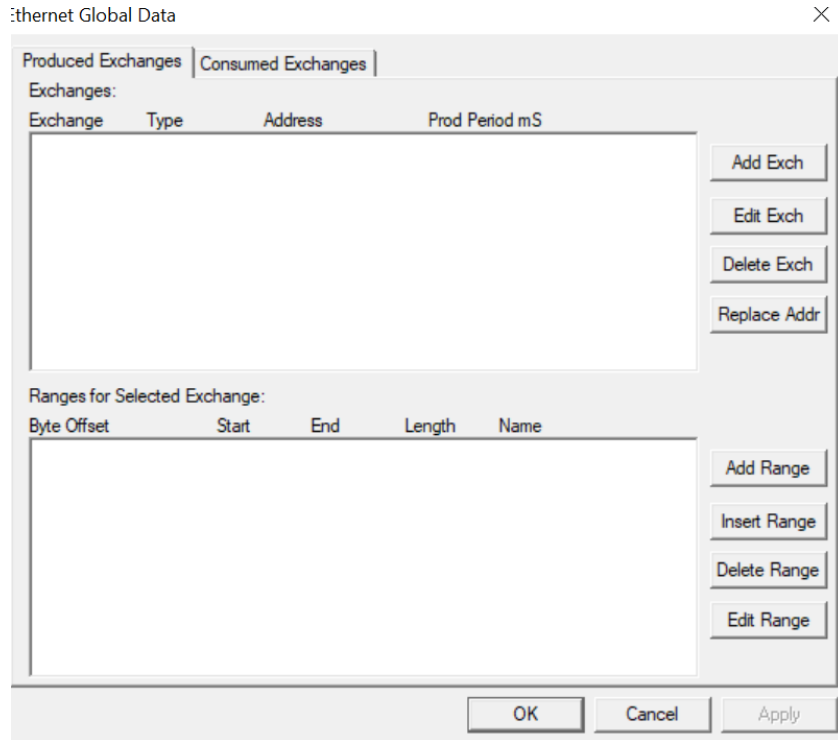 Ethernet Global Data
Produced Exchanges Consumed Exchanges
Exchanges:
Exchange Type Address Prod Period mS
Add Exch
Edit Exch
Delete Exch
Replace Addr
Ranges for Selected Exchange:
Byte Offset Start End Length Name
Add Range
Insert Range
Delete Range
Edit Range
OK Cancel Apply